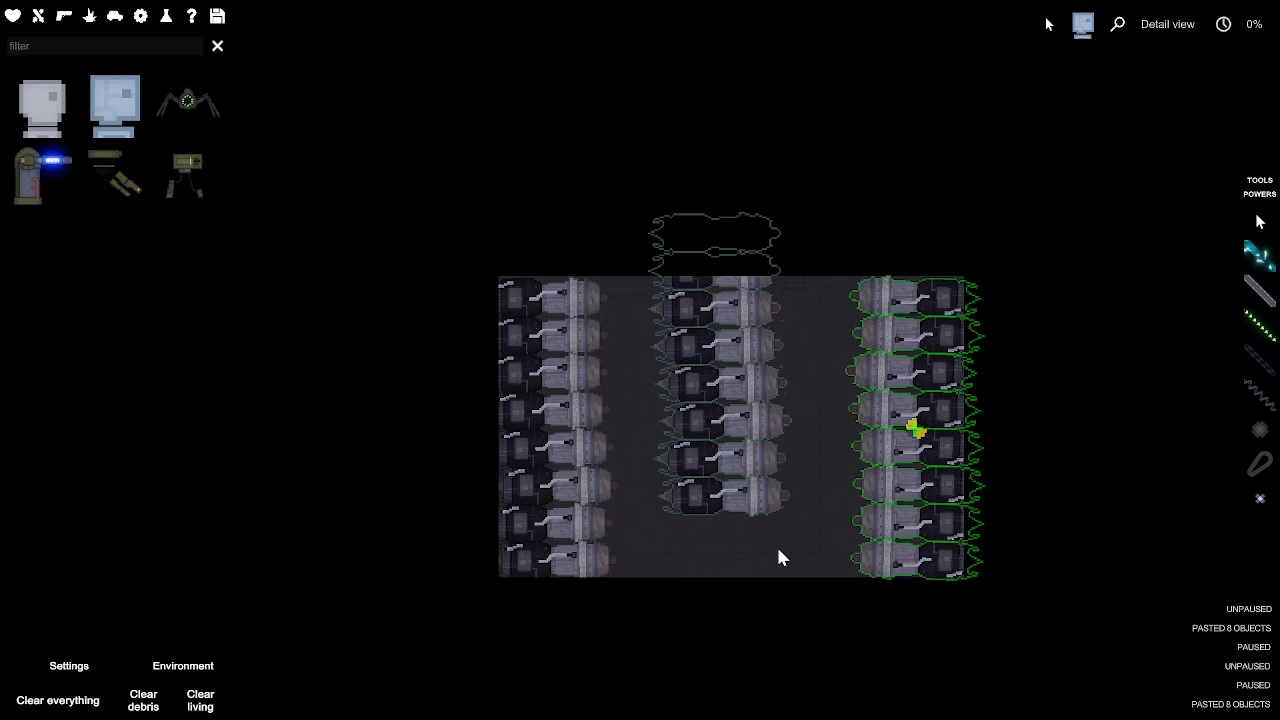 filter
Detail view
0%
TOOLS
POWERS
UNPAUSED
PASTED 8 OBJECTS
PAUSED
UNPAUSED
PAUSED
PASTED 8 OBJECTS
Settings
Environment
Clear everything
Clear debris
Clear living